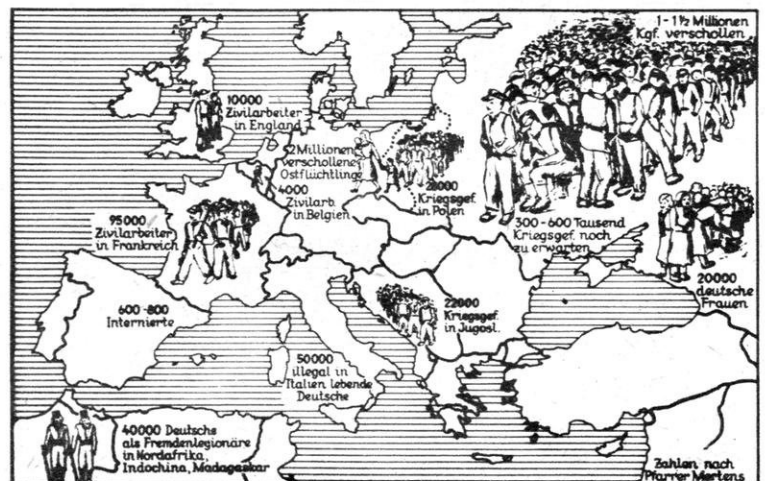 1-1½ Millionen
Kgf. verschollen
10000
Zivilarbeiter
in England
2 Millionen
verschollene
Ostflüchtlinge
4000
Zivilarb.
in Belgien
28000
Kriegsgef.
in Polen
95000
Zivilarbeiter
in Frankreich
300-600 Tausend
Kriegsgef. noch
zu erwarten
20000
deutsche
Frauen
600-800
Internierte
22000
Kriegsgef.
in Jugosl.
50000
illegal in
Italien lebende
Deutsche
40000 Deutschs
als Fremdenlegionäre
in Nordafrika,
Indochina, Madagaskar
Zahlen nach
Pfarrer Mertens